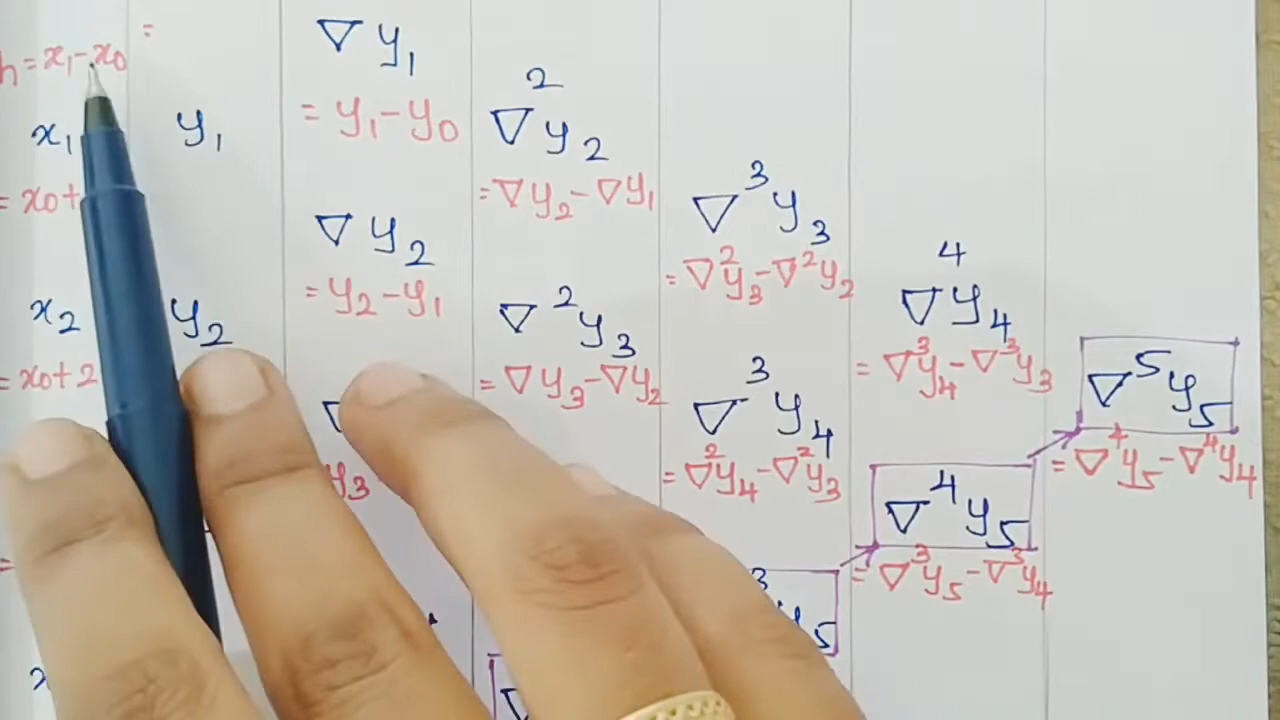 h = x₁ - x₀
=
∇y₁
= y₁ - y₀
x₁
y₁
∇²y₂
= ∇y₂ - ∇y₁
= x₀ +
∇y₂
= y₂ - y₁
∇³y₃
= ∇²y₃ - ∇²y₂
x₂
y₂
∇²y₃
= ∇y₃ - ∇y₂
∇⁴y₄
= ∇³y₄ - ∇³y₃
= x₀ + 2
∇³y₄
= ∇²y₄ - ∇²y₃
∇⁵y₅
= ∇⁴y₅ - ∇⁴y₄
y₃
∇⁴y₅
= ∇³y₅ - ∇³y₄